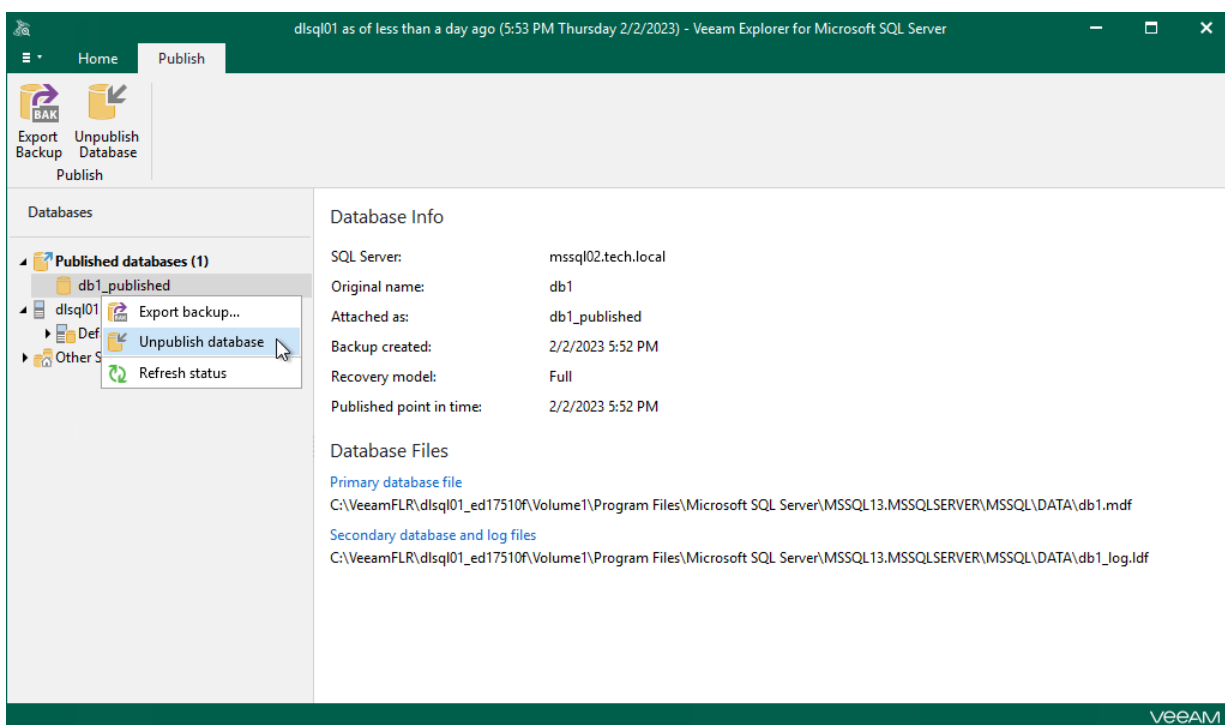 dlsql01 as of less than a day ago (5:53 PM Thursday 2/2/2023) - Veeam Explorer for Microsoft SQL Server
Home Publish
BAK
Export Backup
Unpublish Database
Publish
Databases
Published databases (1)
db1_published
dlsql01
Def
Other S
Export backup...
Unpublish database
Refresh status
Database Info
SQL Server: mssql02.tech.local
Original name: db1
Attached as: db1_published
Backup created: 2/2/2023 5:52 PM
Recovery model: Full
Published point in time: 2/2/2023 5:52 PM
Database Files
Primary database file
C:\VeeamFLR\dlsql01_ed17510f\Volume1\Program Files\Microsoft SQL Server\MSSQL13.MSSQLSERVER\MSSQL\DATA\db1.mdf
Secondary database and log files
C:\VeeamFLR\dlsql01_ed17510f\Volume1\Program Files\Microsoft SQL Server\MSSQL13.MSSQLSERVER\MSSQL\DATA\db1_log.ldf
veeAM